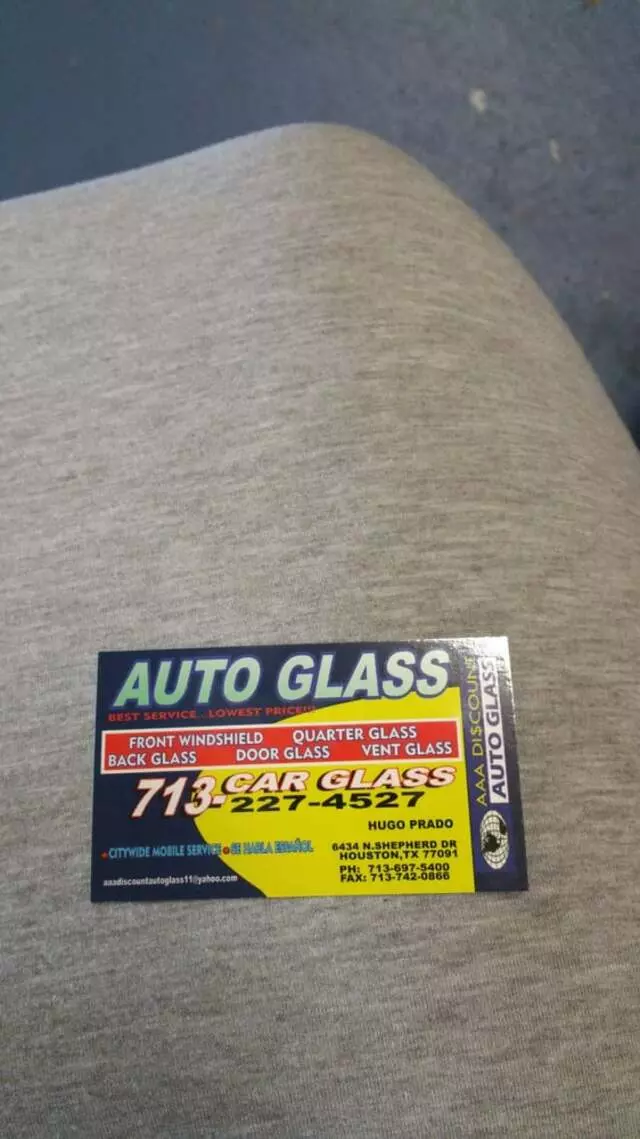 AUTO GLASS
BEST SERVICE..LOWEST PRICE!!!
FRONT WINDSHIELD QUARTER GLASS
BACK GLASS DOOR GLASS VENT GLASS
713-CAR GLASS
227-4527
HUGO PRADO
CITYWIDE MOBILE SERVICE SE HABLA ESPAÑOL
6434 N.SHEPHERD DR
HOUSTON,TX 77091
PH: 713-697-5400
FAX: 713-742-0866
aaadiscountautoglass11@yahoo.com
AAA DISCOUNT
AUTO GLASS